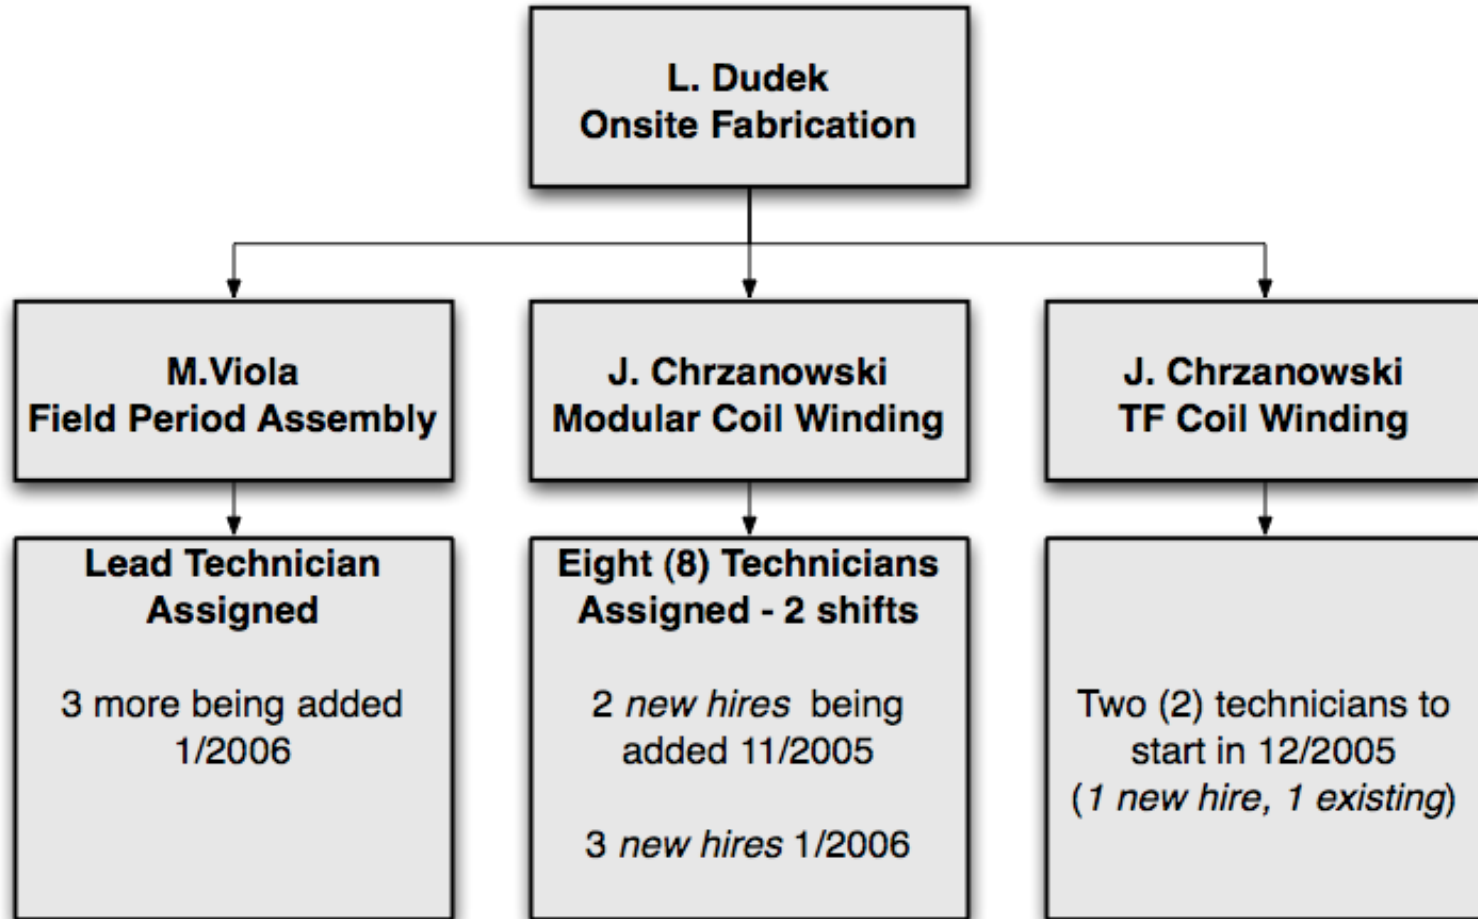 L. Dudek
Onsite Fabrication
M.Viola
Field Period Assembly
J. Chrzanowski
Modular Coil Winding
J. Chrzanowski
TF Coil Winding
Lead Technician
Assigned
3 more being added
1/2006
Eight (8) Technicians
Assigned - 2 shifts
2 new hires being
added 11/2005
3 new hires 1/2006
Two (2) technicians to
start in 12/2005
(1 new hire, 1 existing)